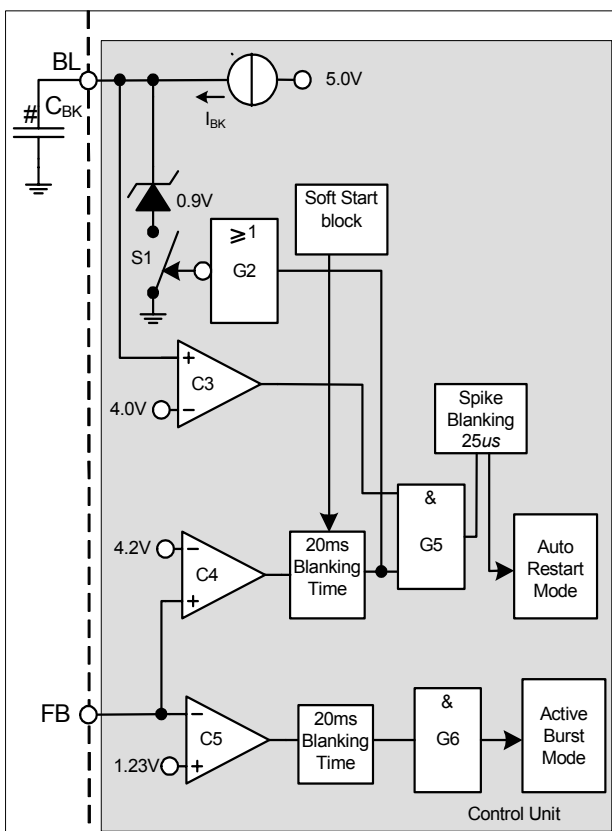 BL
5.0V
# CBK
IBK
0.9V
Soft Start
block
S1
≥1
G2
+
C3
Spike
Blanking
25us
4.0V
−
&
4.2V
−
20ms
Blanking
Time
G5
Auto
Restart
Mode
C4
+
FB
−
&
20ms
Blanking
Time
Active
Burst
Mode
C5
G6
1.23V
+
Control Unit